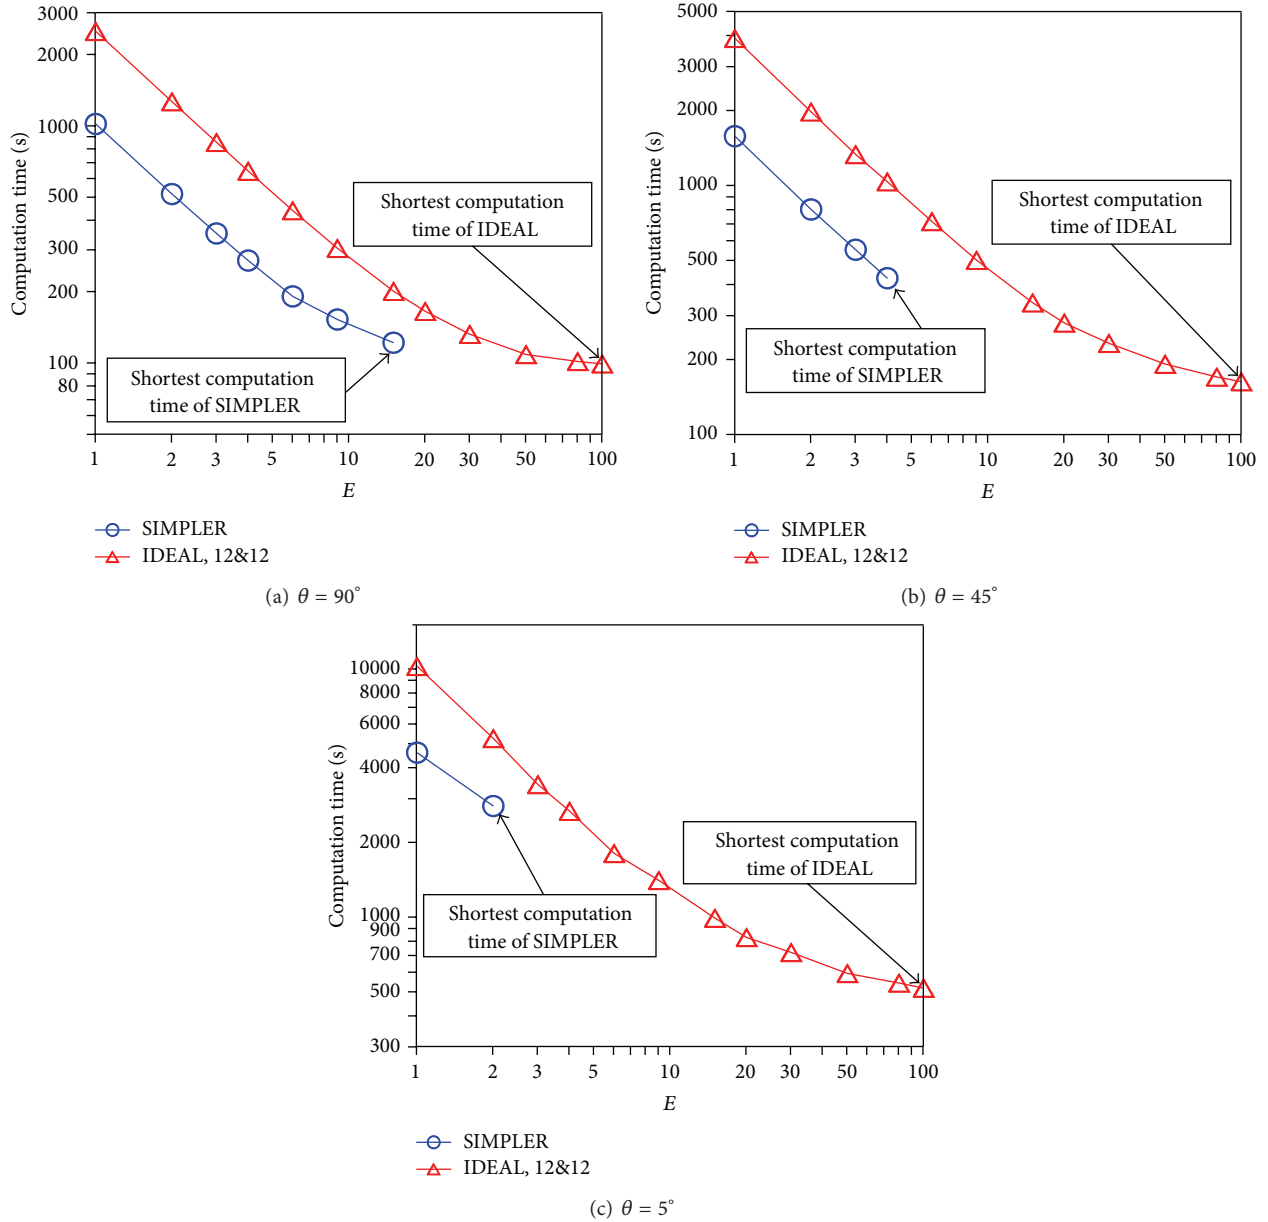 3000
2000
1000
500
300
200
100
80
Computation time (s)
Shortest computation
time of IDEAL
Shortest computation
time of SIMPLER
1 2 3 5 10 20 30 50 100
E
SIMPLER
IDEAL, 12&12
(a) θ = 90°
5000
3000
2000
1000
500
300
200
100
Computation time (s)
Shortest computation
time of IDEAL
Shortest computation
time of SIMPLER
1 2 3 5 10 20 30 50 100
E
SIMPLER
IDEAL, 12&12
(b) θ = 45°
10000
8000
6000
4000
2000
1000
900
700
500
300
Computation time (s)
Shortest computation
time of IDEAL
Shortest computation
time of SIMPLER
1 2 3 5 10 20 30 50 100
E
SIMPLER
IDEAL, 12&12
(c) θ = 5°